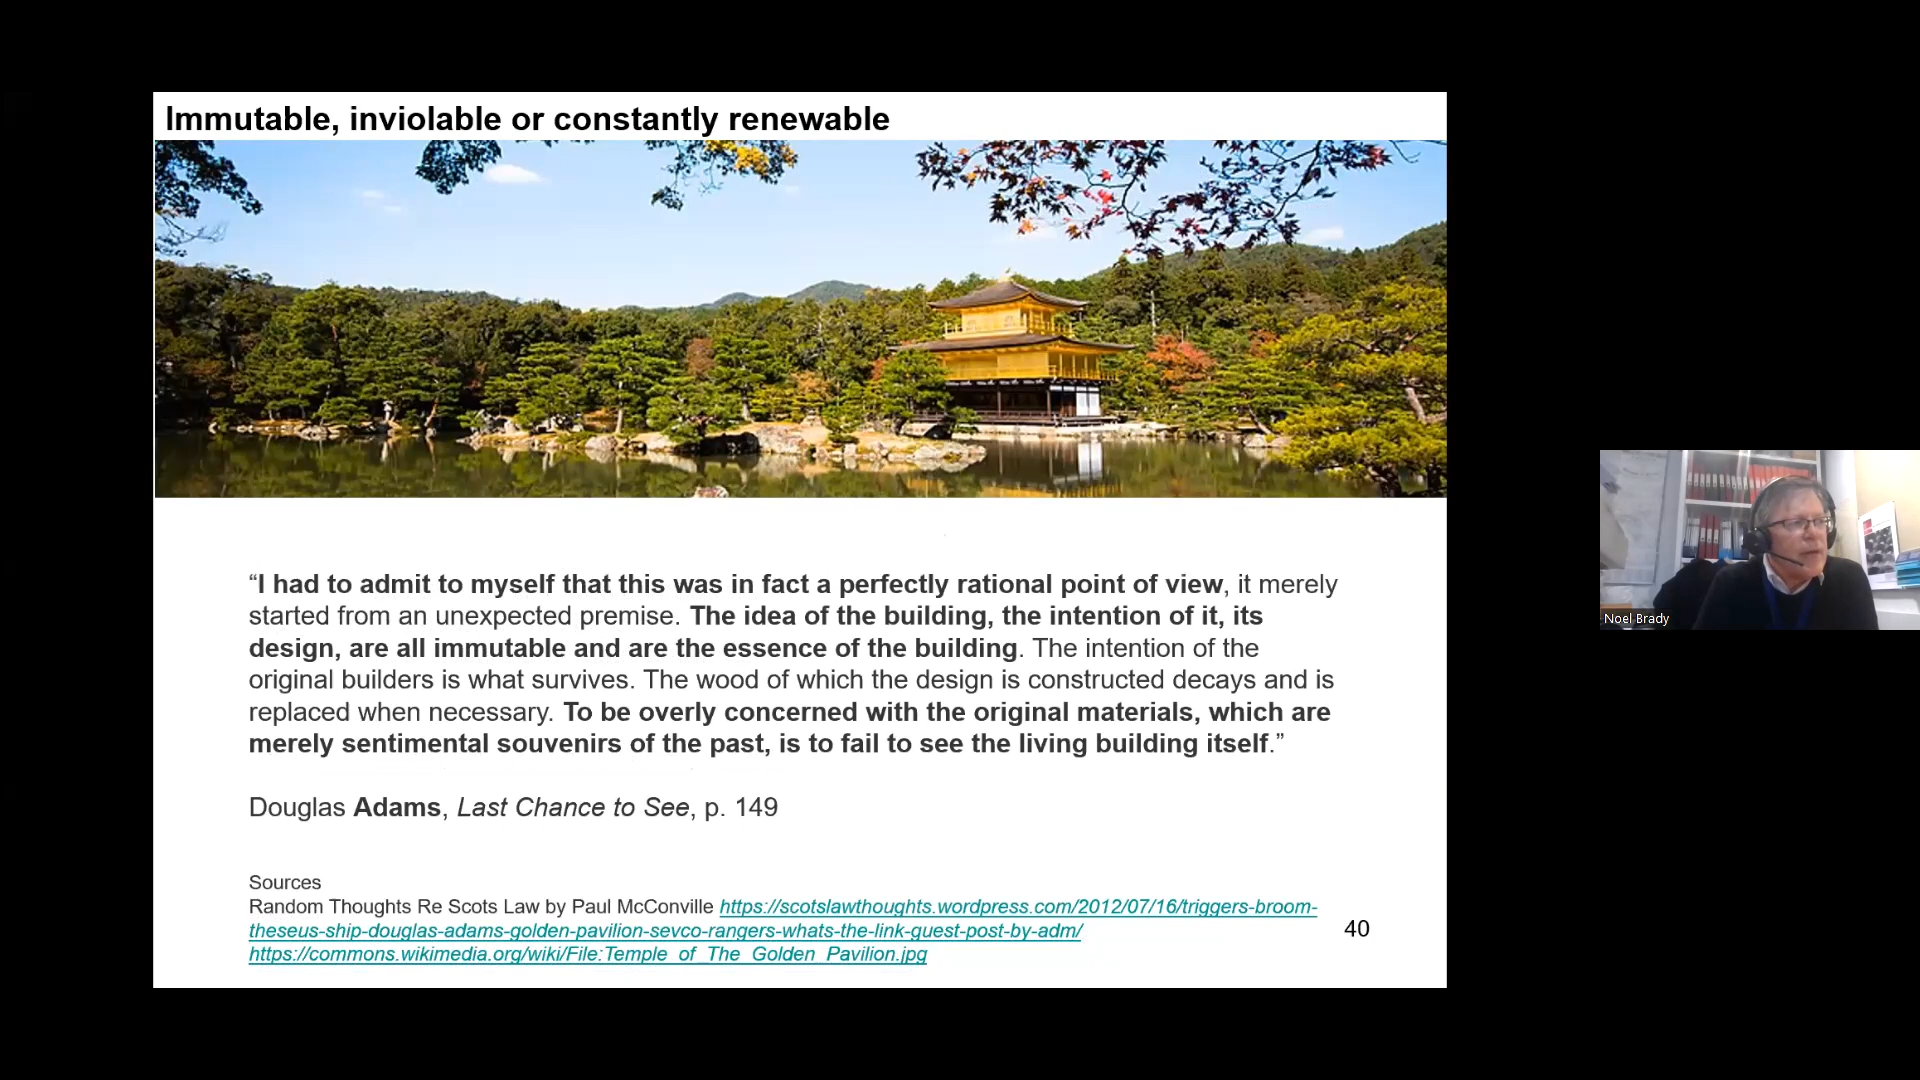 Immutable, inviolable or constantly renewable
“I had to admit to myself that this was in fact a perfectly rational point of view, it merely
started from an unexpected premise. The idea of the building, the intention of it, its
design, are all immutable and are the essence of the building. The intention of the
original builders is what survives. The wood of which the design is constructed decays and is
replaced when necessary. To be overly concerned with the original materials, which are
merely sentimental souvenirs of the past, is to fail to see the living building itself.”
Douglas Adams, Last Chance to See, p. 149
Sources
Random Thoughts Re Scots Law by Paul McConville https://scotslawthoughts.wordpress.com/2012/07/16/triggers-broom-
theseus-ship-douglas-adams-golden-pavilion-sevco-rangers-whats-the-link-guest-post-by-adm/
https://commons.wikimedia.org/wiki/File:Temple_of_The_Golden_Pavilion.jpg
40
Noel Brady